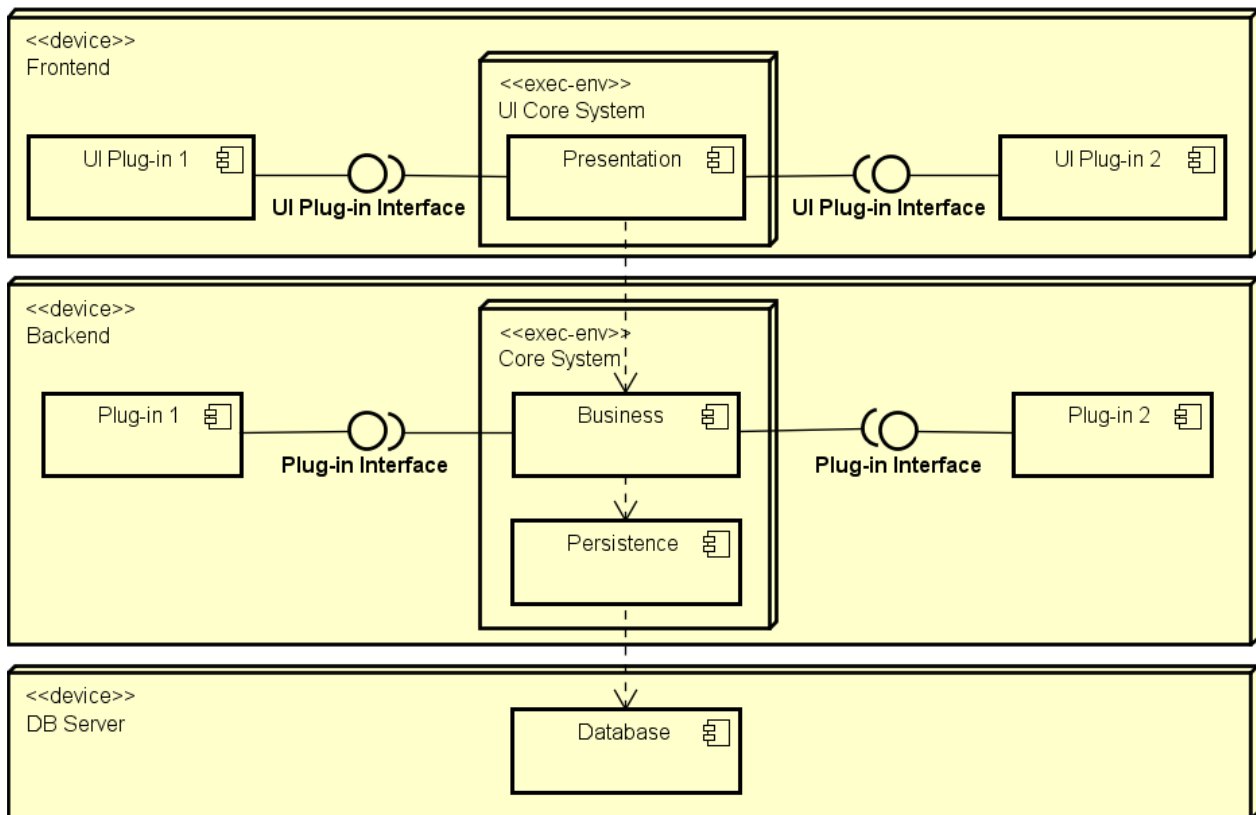 <<device>>
Frontend
<<exec-env>>
UI Core System
UI Plug-in 1
Presentation
UI Plug-in 2
UI Plug-in Interface
UI Plug-in Interface
<<device>>
Backend
<<exec-env>>
Core System
Plug-in 1
Business
Plug-in 2
Plug-in Interface
Plug-in Interface
Persistence
<<device>>
DB Server
Database